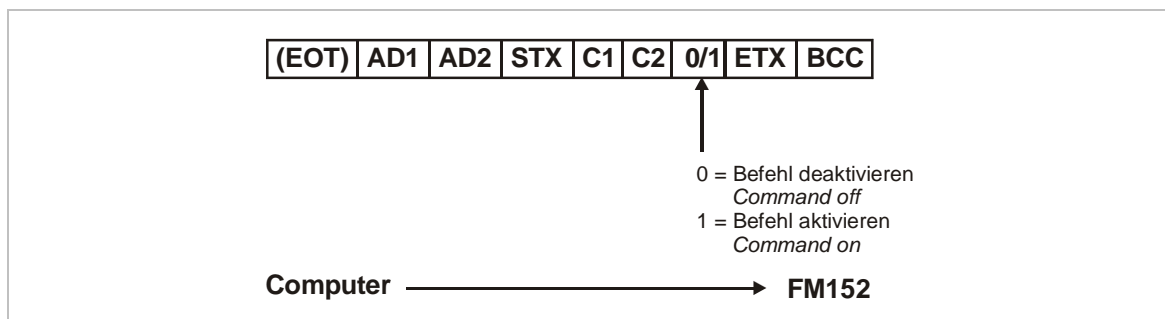 (EOT) AD1 AD2 STX C1 C2 0/1 ETX BCC
0 = Befehl deaktivieren
Command off
1 = Befehl aktivieren
Command on
Computer FM152